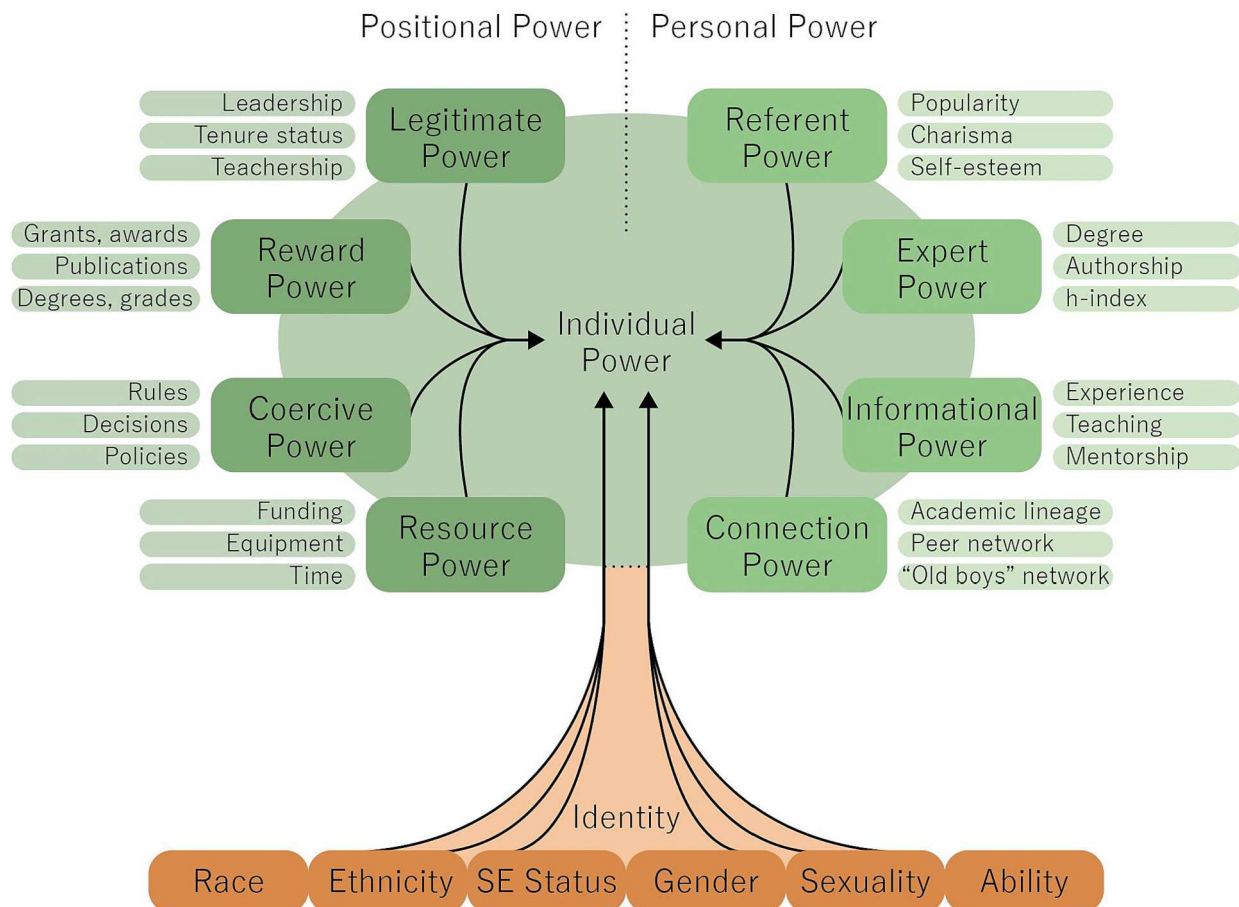 Positional Power
Personal Power
Leadership
Tenure status
Teachership
Legitimate
Power
Referent
Power
Popularity
Charisma
Self-esteem
Grants, awards
Publications
Degrees, grades
Reward
Power
Expert
Power
Degree
Authorship
h-index
Individual
Power
Rules
Decisions
Policies
Coercive
Power
Informational
Power
Experience
Teaching
Mentorship
Funding
Equipment
Time
Resource
Power
Connection
Power
Academic lineage
Peer network
“Old boys” network
Identity
Race
Ethnicity
SE Status
Gender
Sexuality
Ability